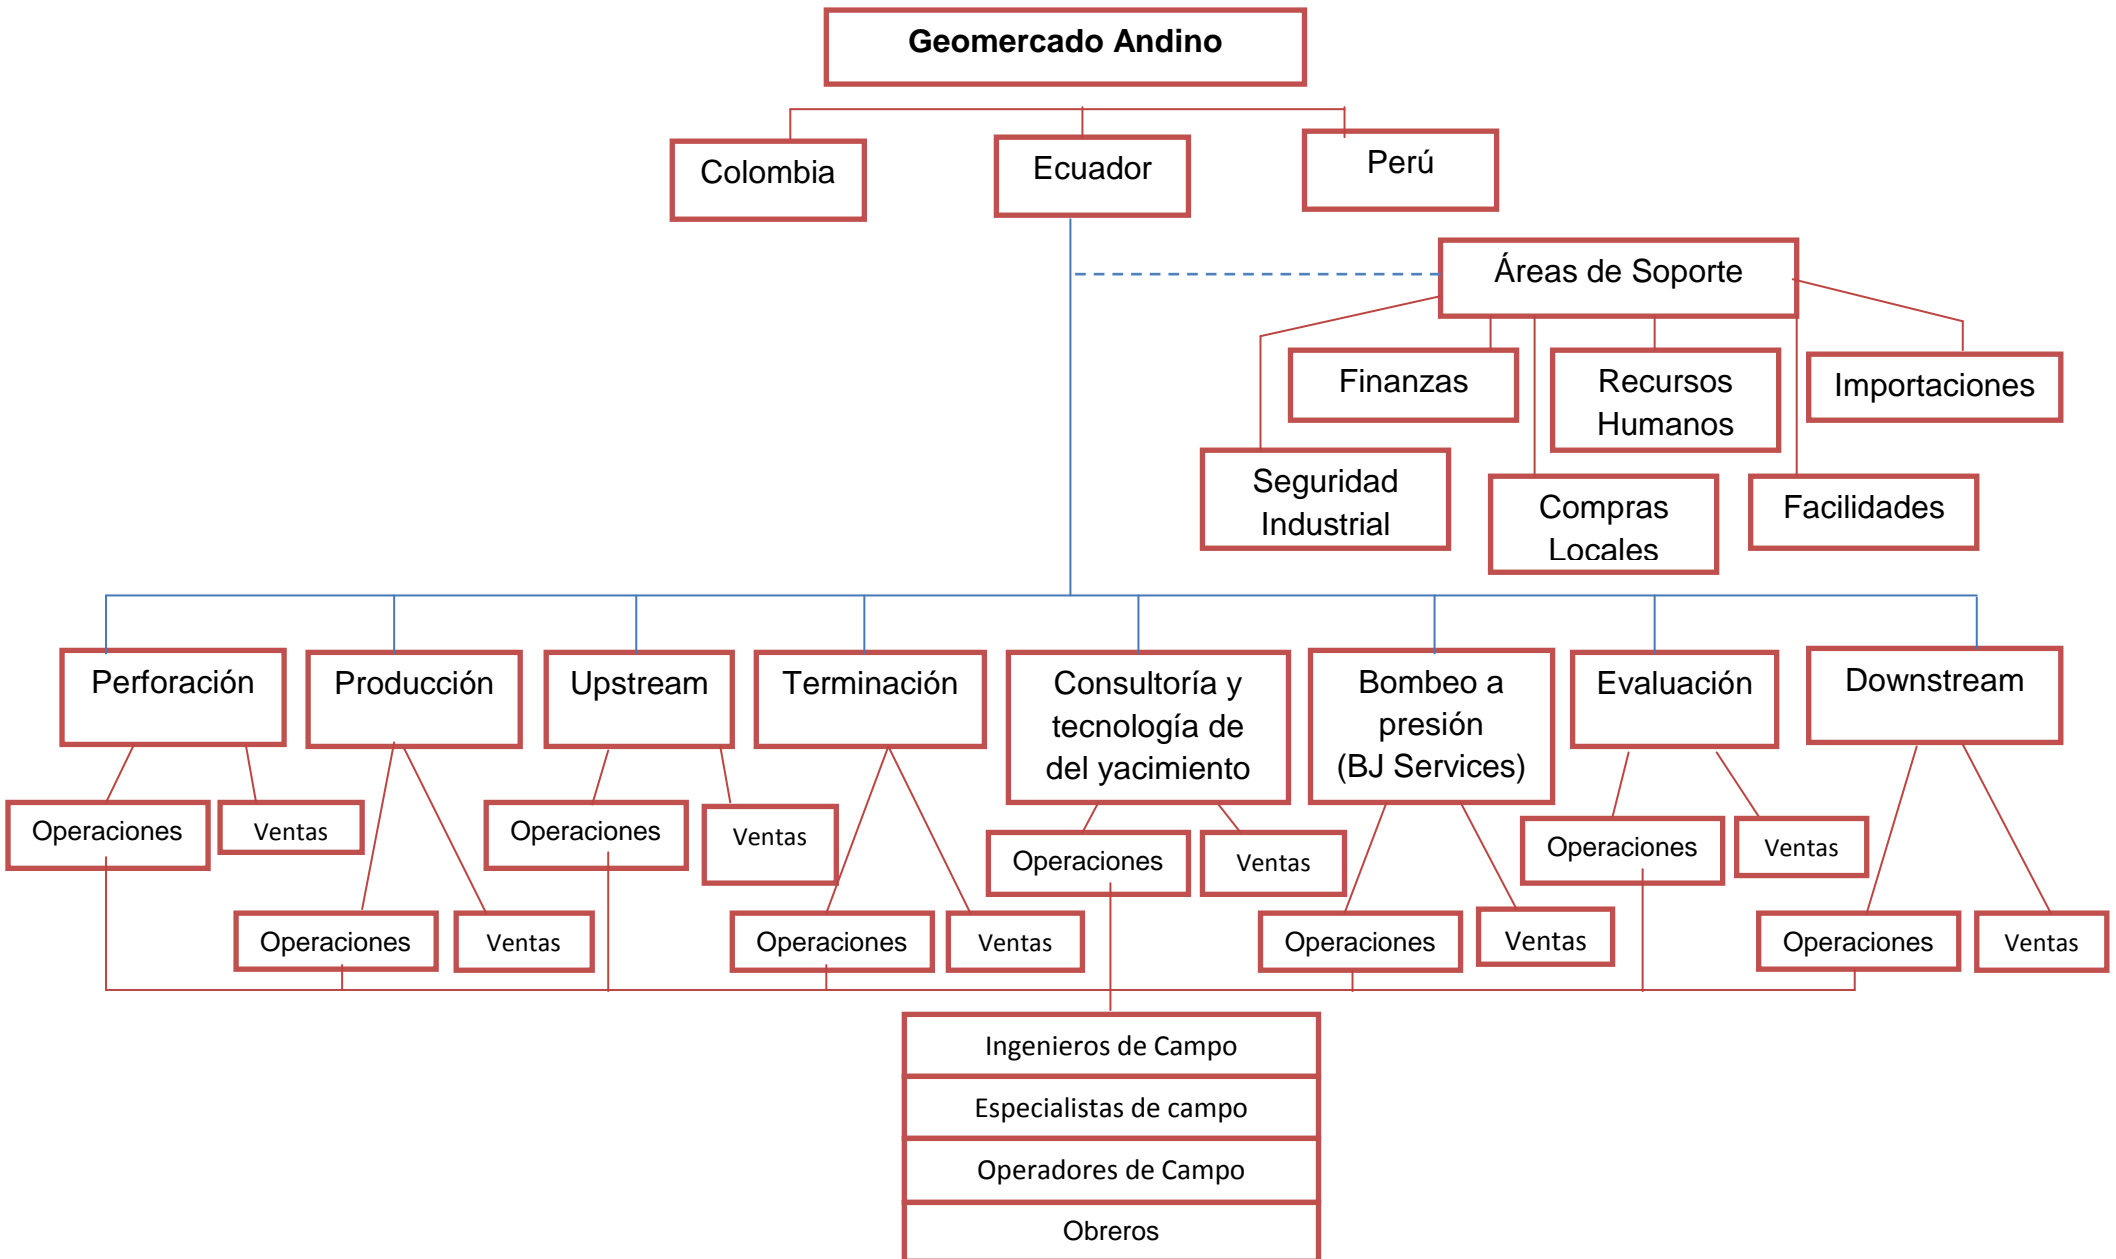 Geomercado Andino
Colombia
Ecuador
Perú
Áreas de Soporte
Finanzas
Recursos
Humanos
Importaciones
Seguridad
Industrial
Compras
Locales
Facilidades
Perforación
Producción
Upstream
Terminación
Consultoría y
tecnología de
del yacimiento
Bombeo a
presión
(BJ Services)
Evaluación
Downstream
Operaciones
Ventas
Operaciones
Ventas
Operaciones
Ventas
Operaciones
Ventas
Operaciones
Ventas
Operaciones
Ventas
Operaciones
Ventas
Operaciones
Ventas
Ingenieros de Campo
Especialistas de campo
Operadores de Campo
Obreros